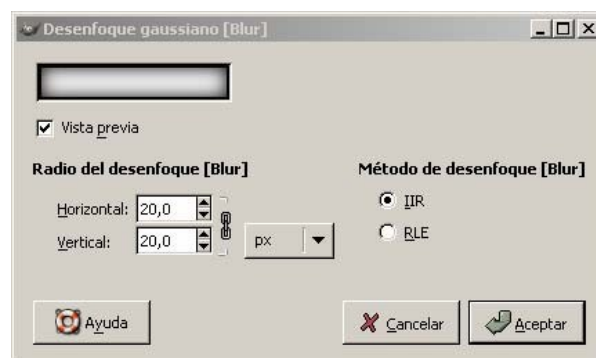 Desenfoque gaussiano [Blur]
Vista previa
Radio del desenfoque [Blur]
Horizontal: 20,0
Vertical: 20,0
px
Método de desenfoque [Blur]
IIR
RLE
Ayuda
Cancelar
Aceptar